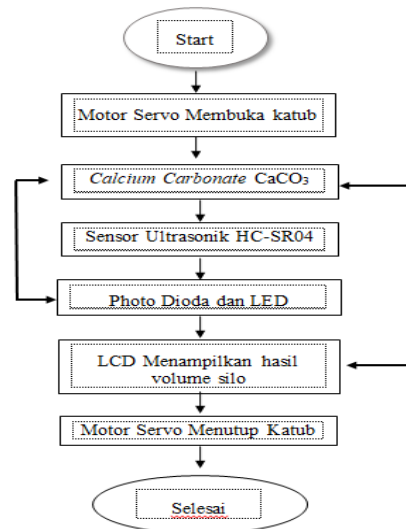 Start
Motor Servo Membuka katub
Calcium Carbonate CaCO₃
Sensor Ultrasonik HC-SR04
Photo Dioda dan LED
LCD Menampilkan hasil
volume silo
Motor Servo Menutup Katub
Selesai